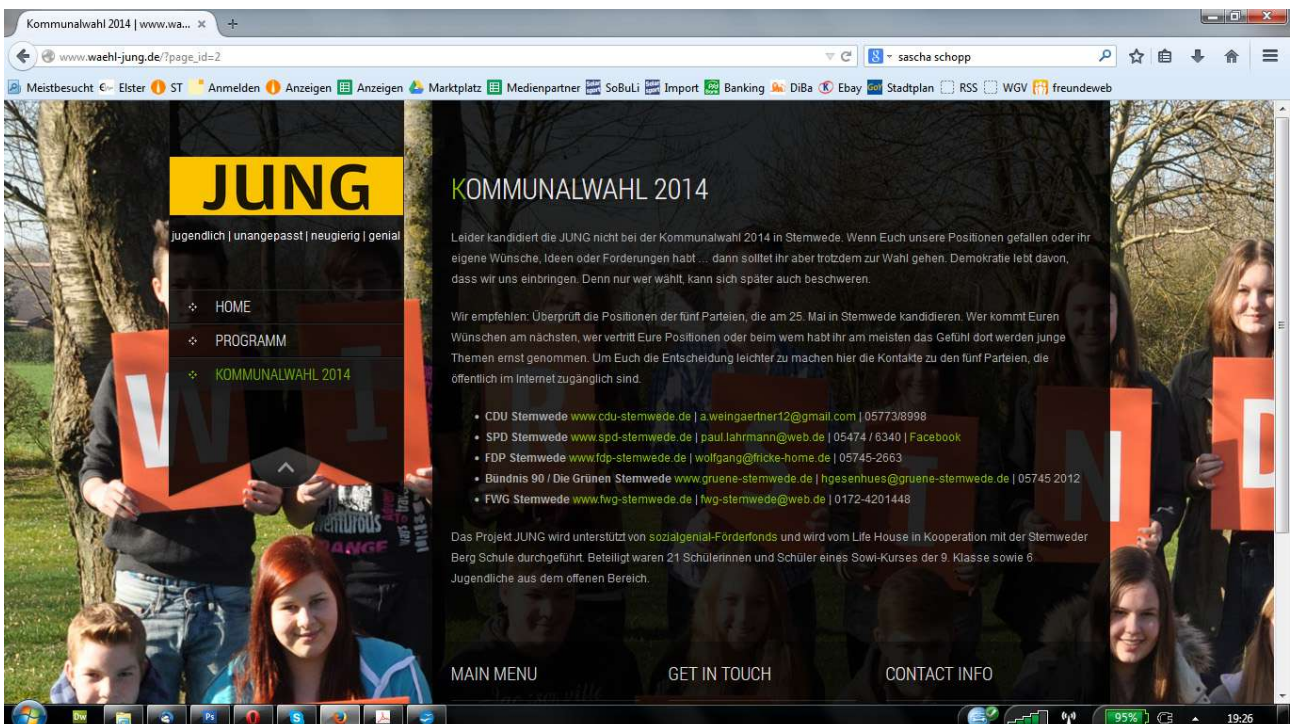 Kommunalwahl 2014 | www.wa...
www.waehl-jung.de/?page_id=2
sascha schopp
Meistbesucht Elster ST Anmelden Anzeigen Anzeigen Marktplatz Medienpartner SoBuLi Import Banking DiBa Ebay Stadtplan RSS WGV freundeweb
JUNG
jugendlich | unangepasst | neugierig | genial
HOME
PROGRAMM
KOMMUNALWAHL 2014
KOMMUNALWAHL 2014
Leider kandidiert die JUNG nicht bei der Kommunalwahl 2014 in Stemwede. Wenn Euch unsere Positionen gefallen oder ihr
eigene Wünsche, Ideen oder Forderungen habt … dann solltet ihr aber trotzdem zur Wahl gehen. Demokratie lebt davon,
dass wir uns einbringen. Denn nur wer wählt, kann sich später auch beschweren.
Wir empfehlen: Überprüft die Positionen der fünf Parteien, die am 25. Mai in Stemwede kandidieren. Wer kommt Euren
Wünschen am nächsten, wer vertritt Eure Positionen oder beim wem habt ihr am meisten das Gefühl dort werden junge
Themen ernst genommen. Um Euch die Entscheidung leichter zu machen hier die Kontakte zu den fünf Parteien, die
öffentlich im Internet zugänglich sind.
• CDU Stemwede www.cdu-stemwede.de | a.weingaertner12@gmail.com | 05773/8998
• SPD Stemwede www.spd-stemwede.de | paul.lahrmann@web.de | 05474 / 6340 | Facebook
• FDP Stemwede www.fdp-stemwede.de | wolfgang@fricke-home.de | 05745-2663
• Bündnis 90 / Die Grünen Stemwede www.gruene-stemwede.de | hgesenhues@gruene-stemwede.de | 05745 2012
• FWG Stemwede www.fwg-stemwede.de | fwg-stemwede@web.de | 0172-4201448
Das Projekt JUNG wird unterstützt von sozialgenial-Förderfonds und wird vom Life House in Kooperation mit der Stemweder
Berg Schule durchgeführt. Beteiligt waren 21 Schülerinnen und Schüler eines Sowi-Kurses der 9. Klasse sowie 6
Jugendliche aus dem offenen Bereich.
MAIN MENU GET IN TOUCH CONTACT INFO
W I R S I N D
95% 19:26